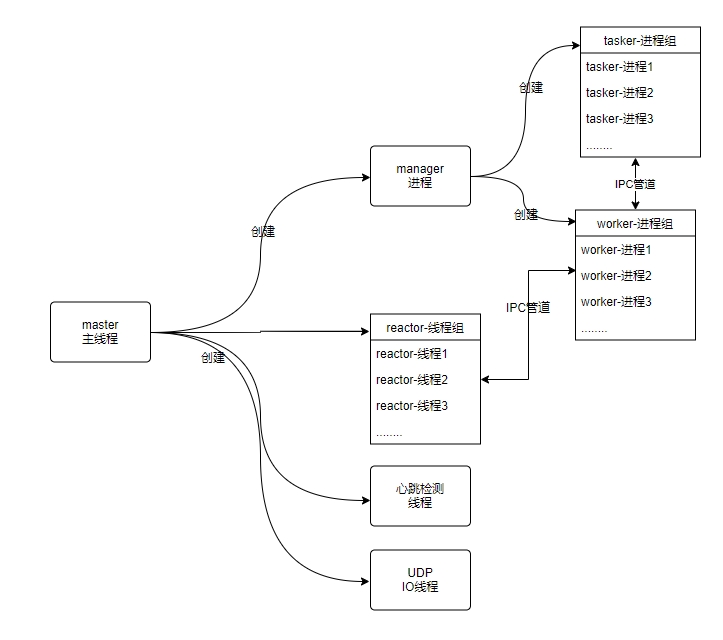 tasker-进程组
tasker-进程1
tasker-进程2
tasker-进程3
........
创建
manager
进程
IPC管道
创建
worker-进程组
worker-进程1
worker-进程2
worker-进程3
........
创建
IPC管道
master
主线程
创建
reactor-线程组
reactor-线程1
reactor-线程2
reactor-线程3
........
心跳检测
线程
UDP
IO线程